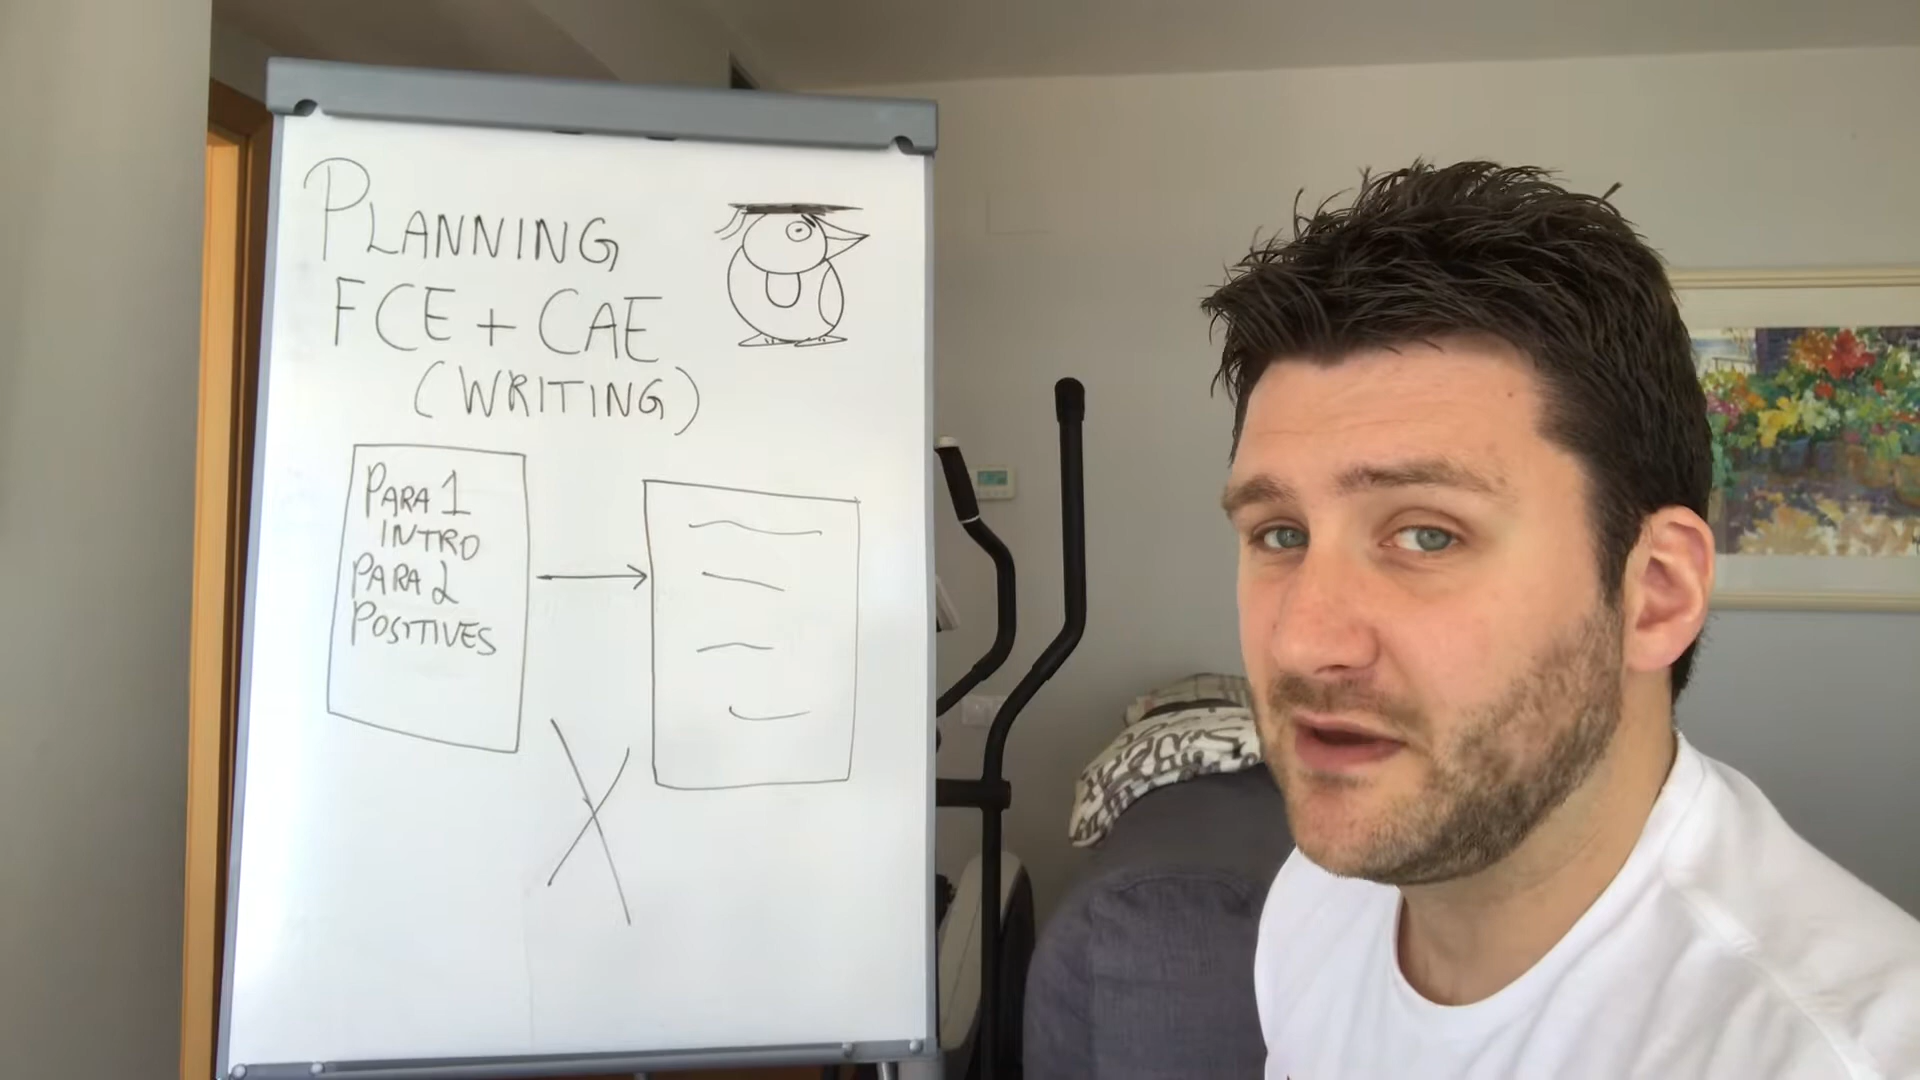 PLANNING
FCE + CAE
(WRITING)
PARA 1
INTRO
PARA 2
POSITIVES